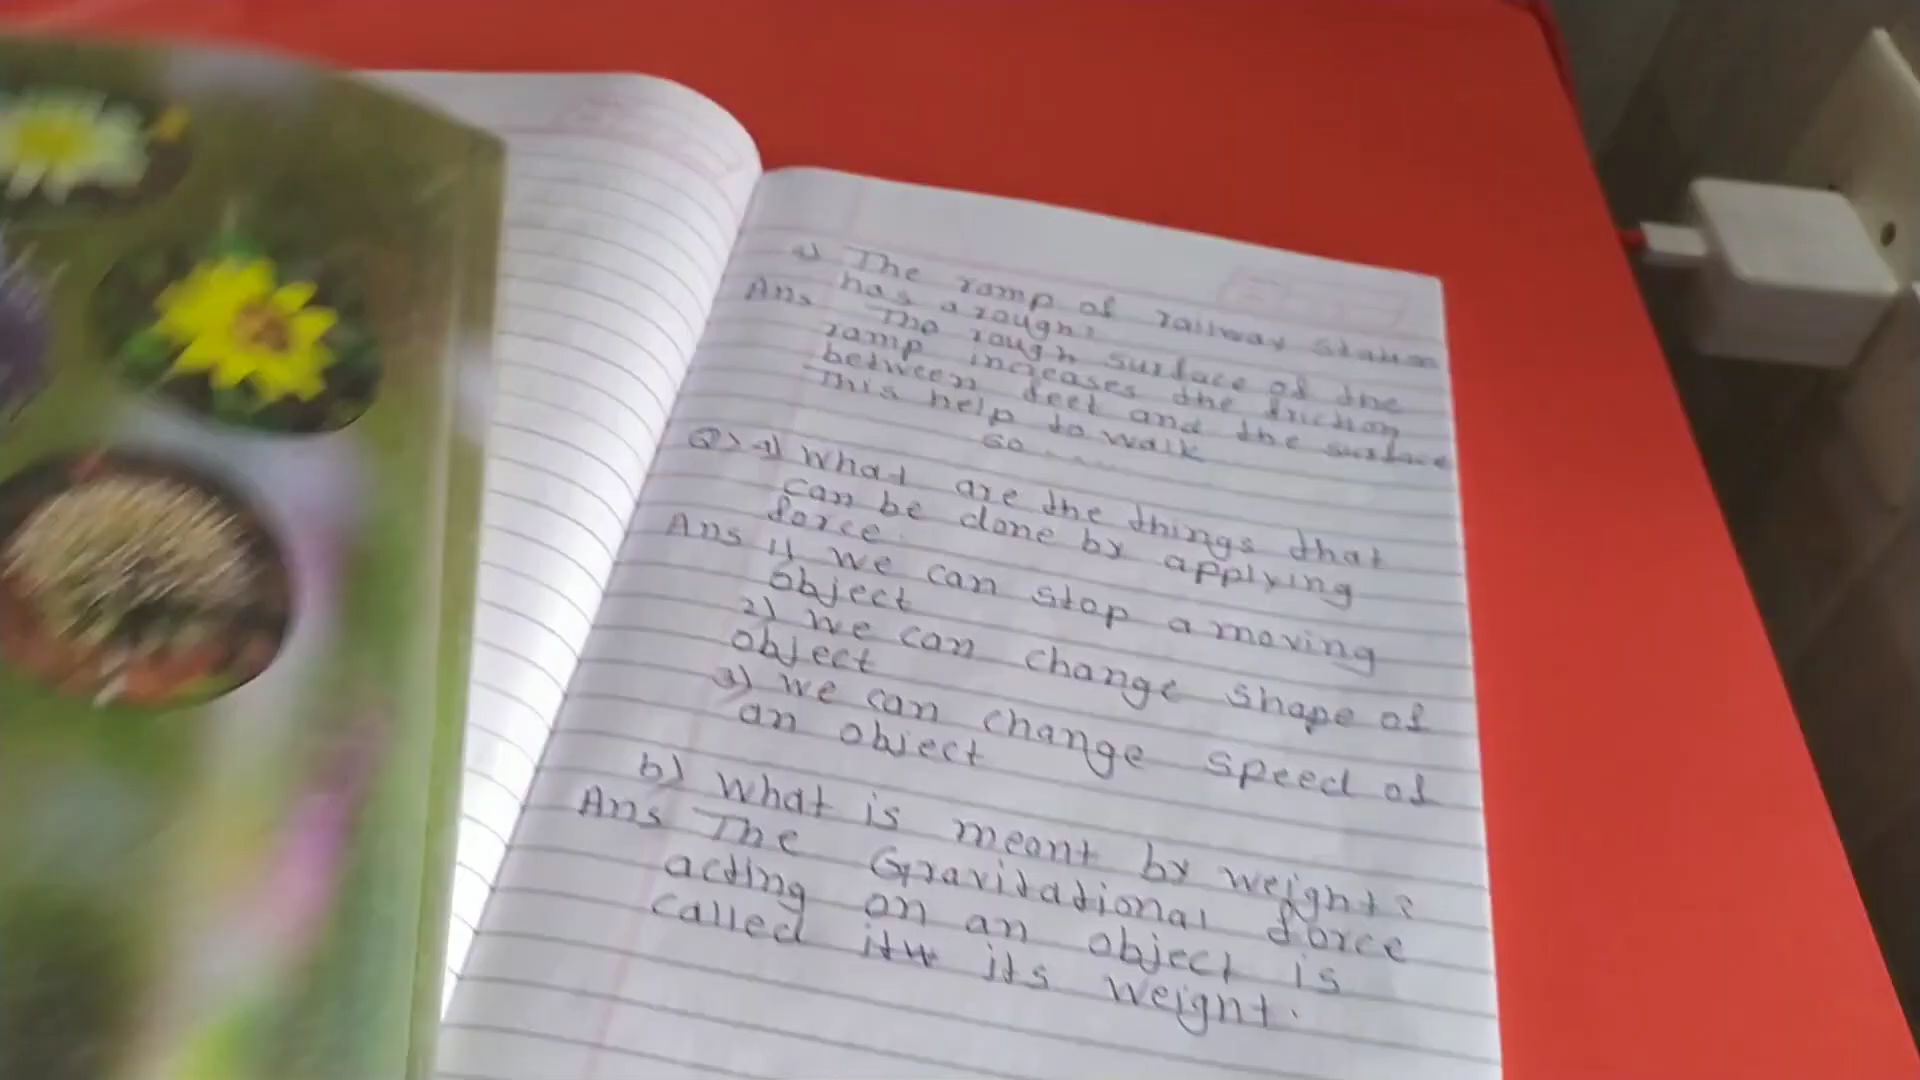 The ramp of railway station
has a rough?
Ans The rough surface of the
ramp increases the friction
between feet and the surface
This help to walk
so
a) What are the things that
can be done by applying
force
Ans 1) we can stop a moving
object
2) we can change shape of
object
3) we can change speed of
an object
b) What is meant by weight?
Ans The Gravitational force
acting on an object is
called its weight.